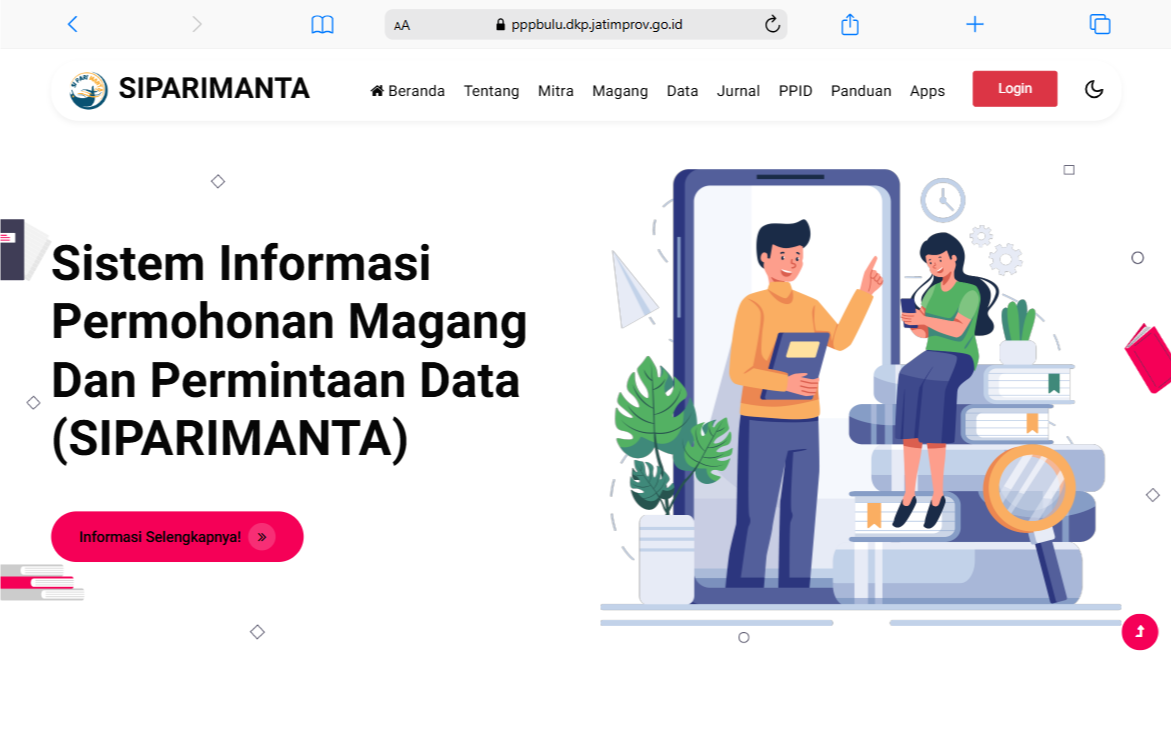 AA
pppbulu.dkp.jatimprov.go.id
SIPARIMANTA
Beranda Tentang Mitra Magang Data Jurnal PPID Panduan Apps
Login
Sistem Informasi
Permohonan Magang
Dan Permintaan Data
(SIPARIMANTA)
Informasi Selengkapnya!